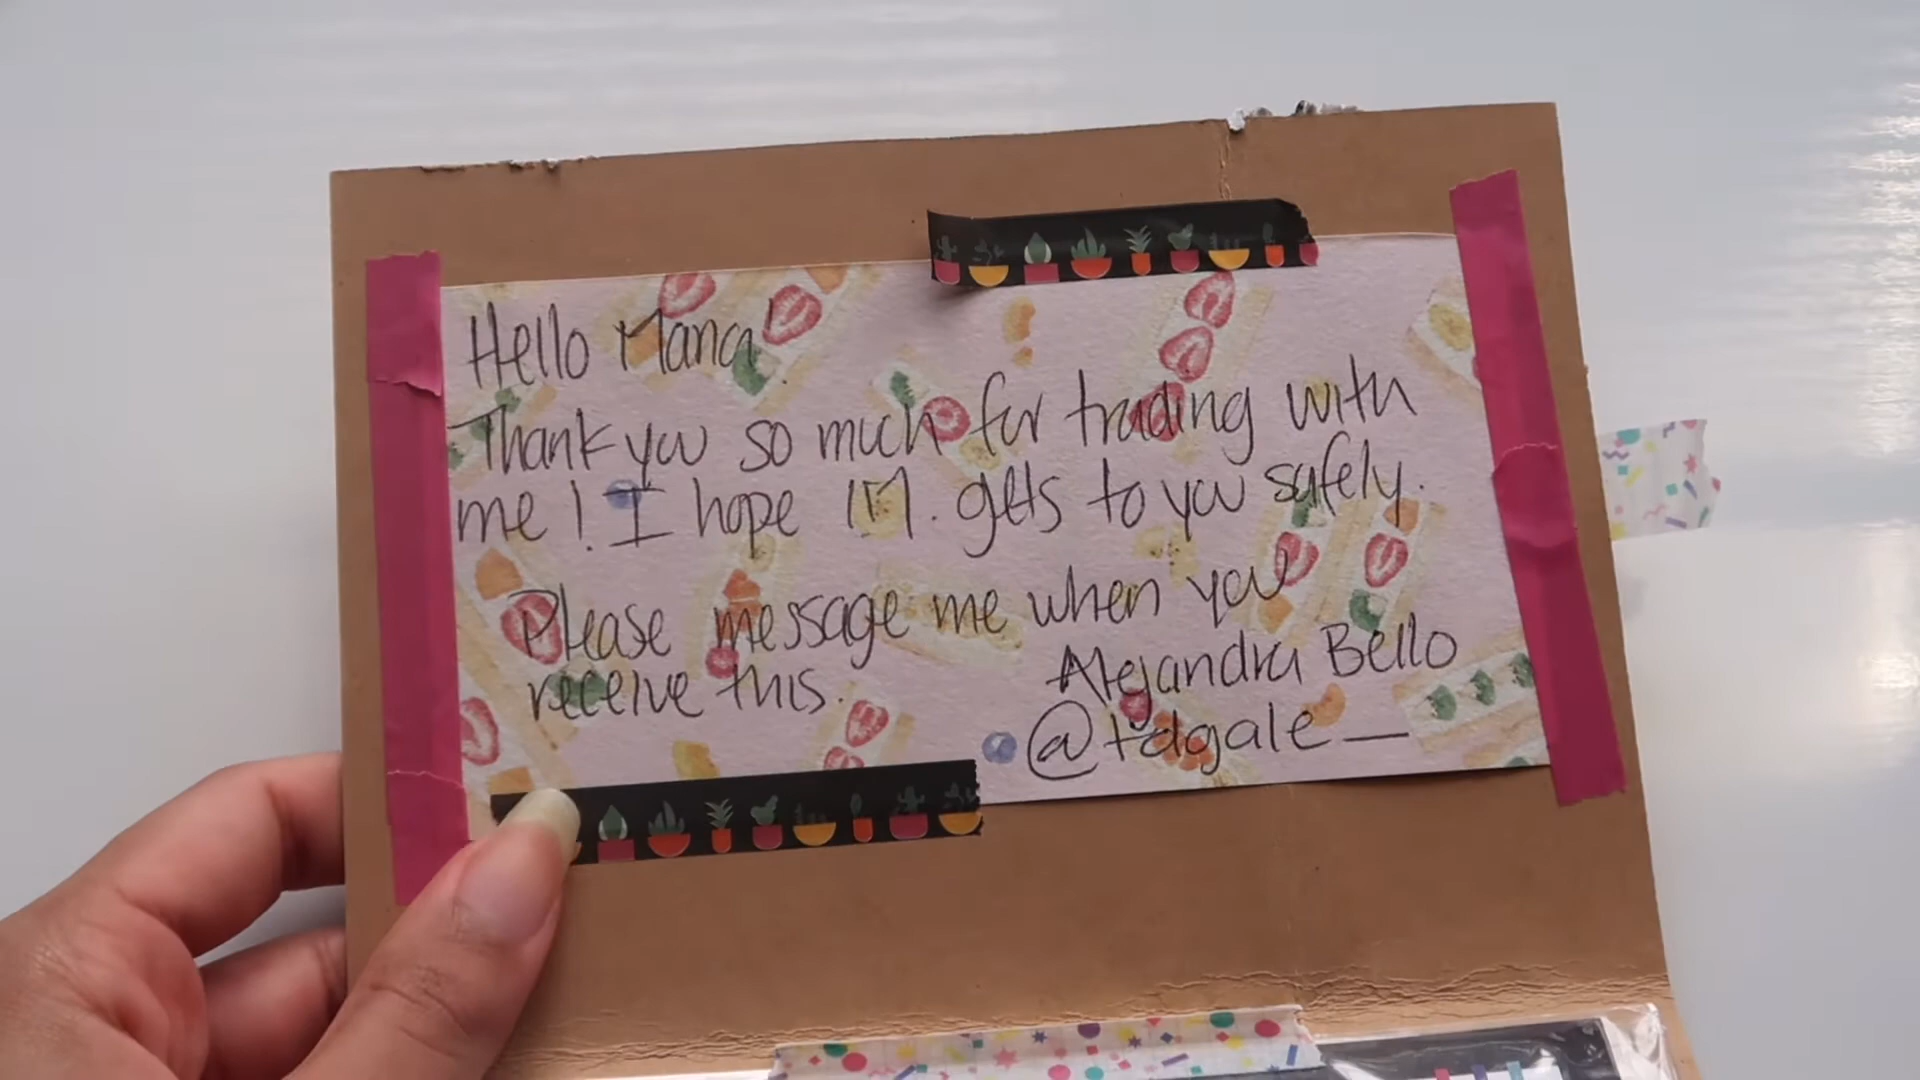 Hello Mana!
Thank you so much for trading with
me! I hope I.M. gets to you safely.
Please message me when you
receive this.
Alejandra Bello
@tdgale_